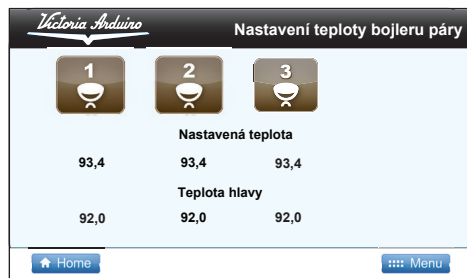 Victoria Arduino Nastavení teploty bojleru páry
1 2 3
Nastavená teplota
93,4 93,4 93,4
Teplota hlavy
92,0 92,0 92,0
Home Menu